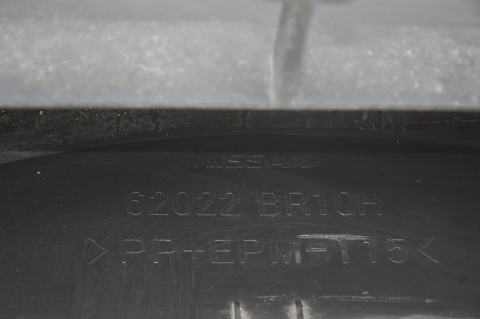 NISSAN
62022 BR10H
>PP+EPM-T15<